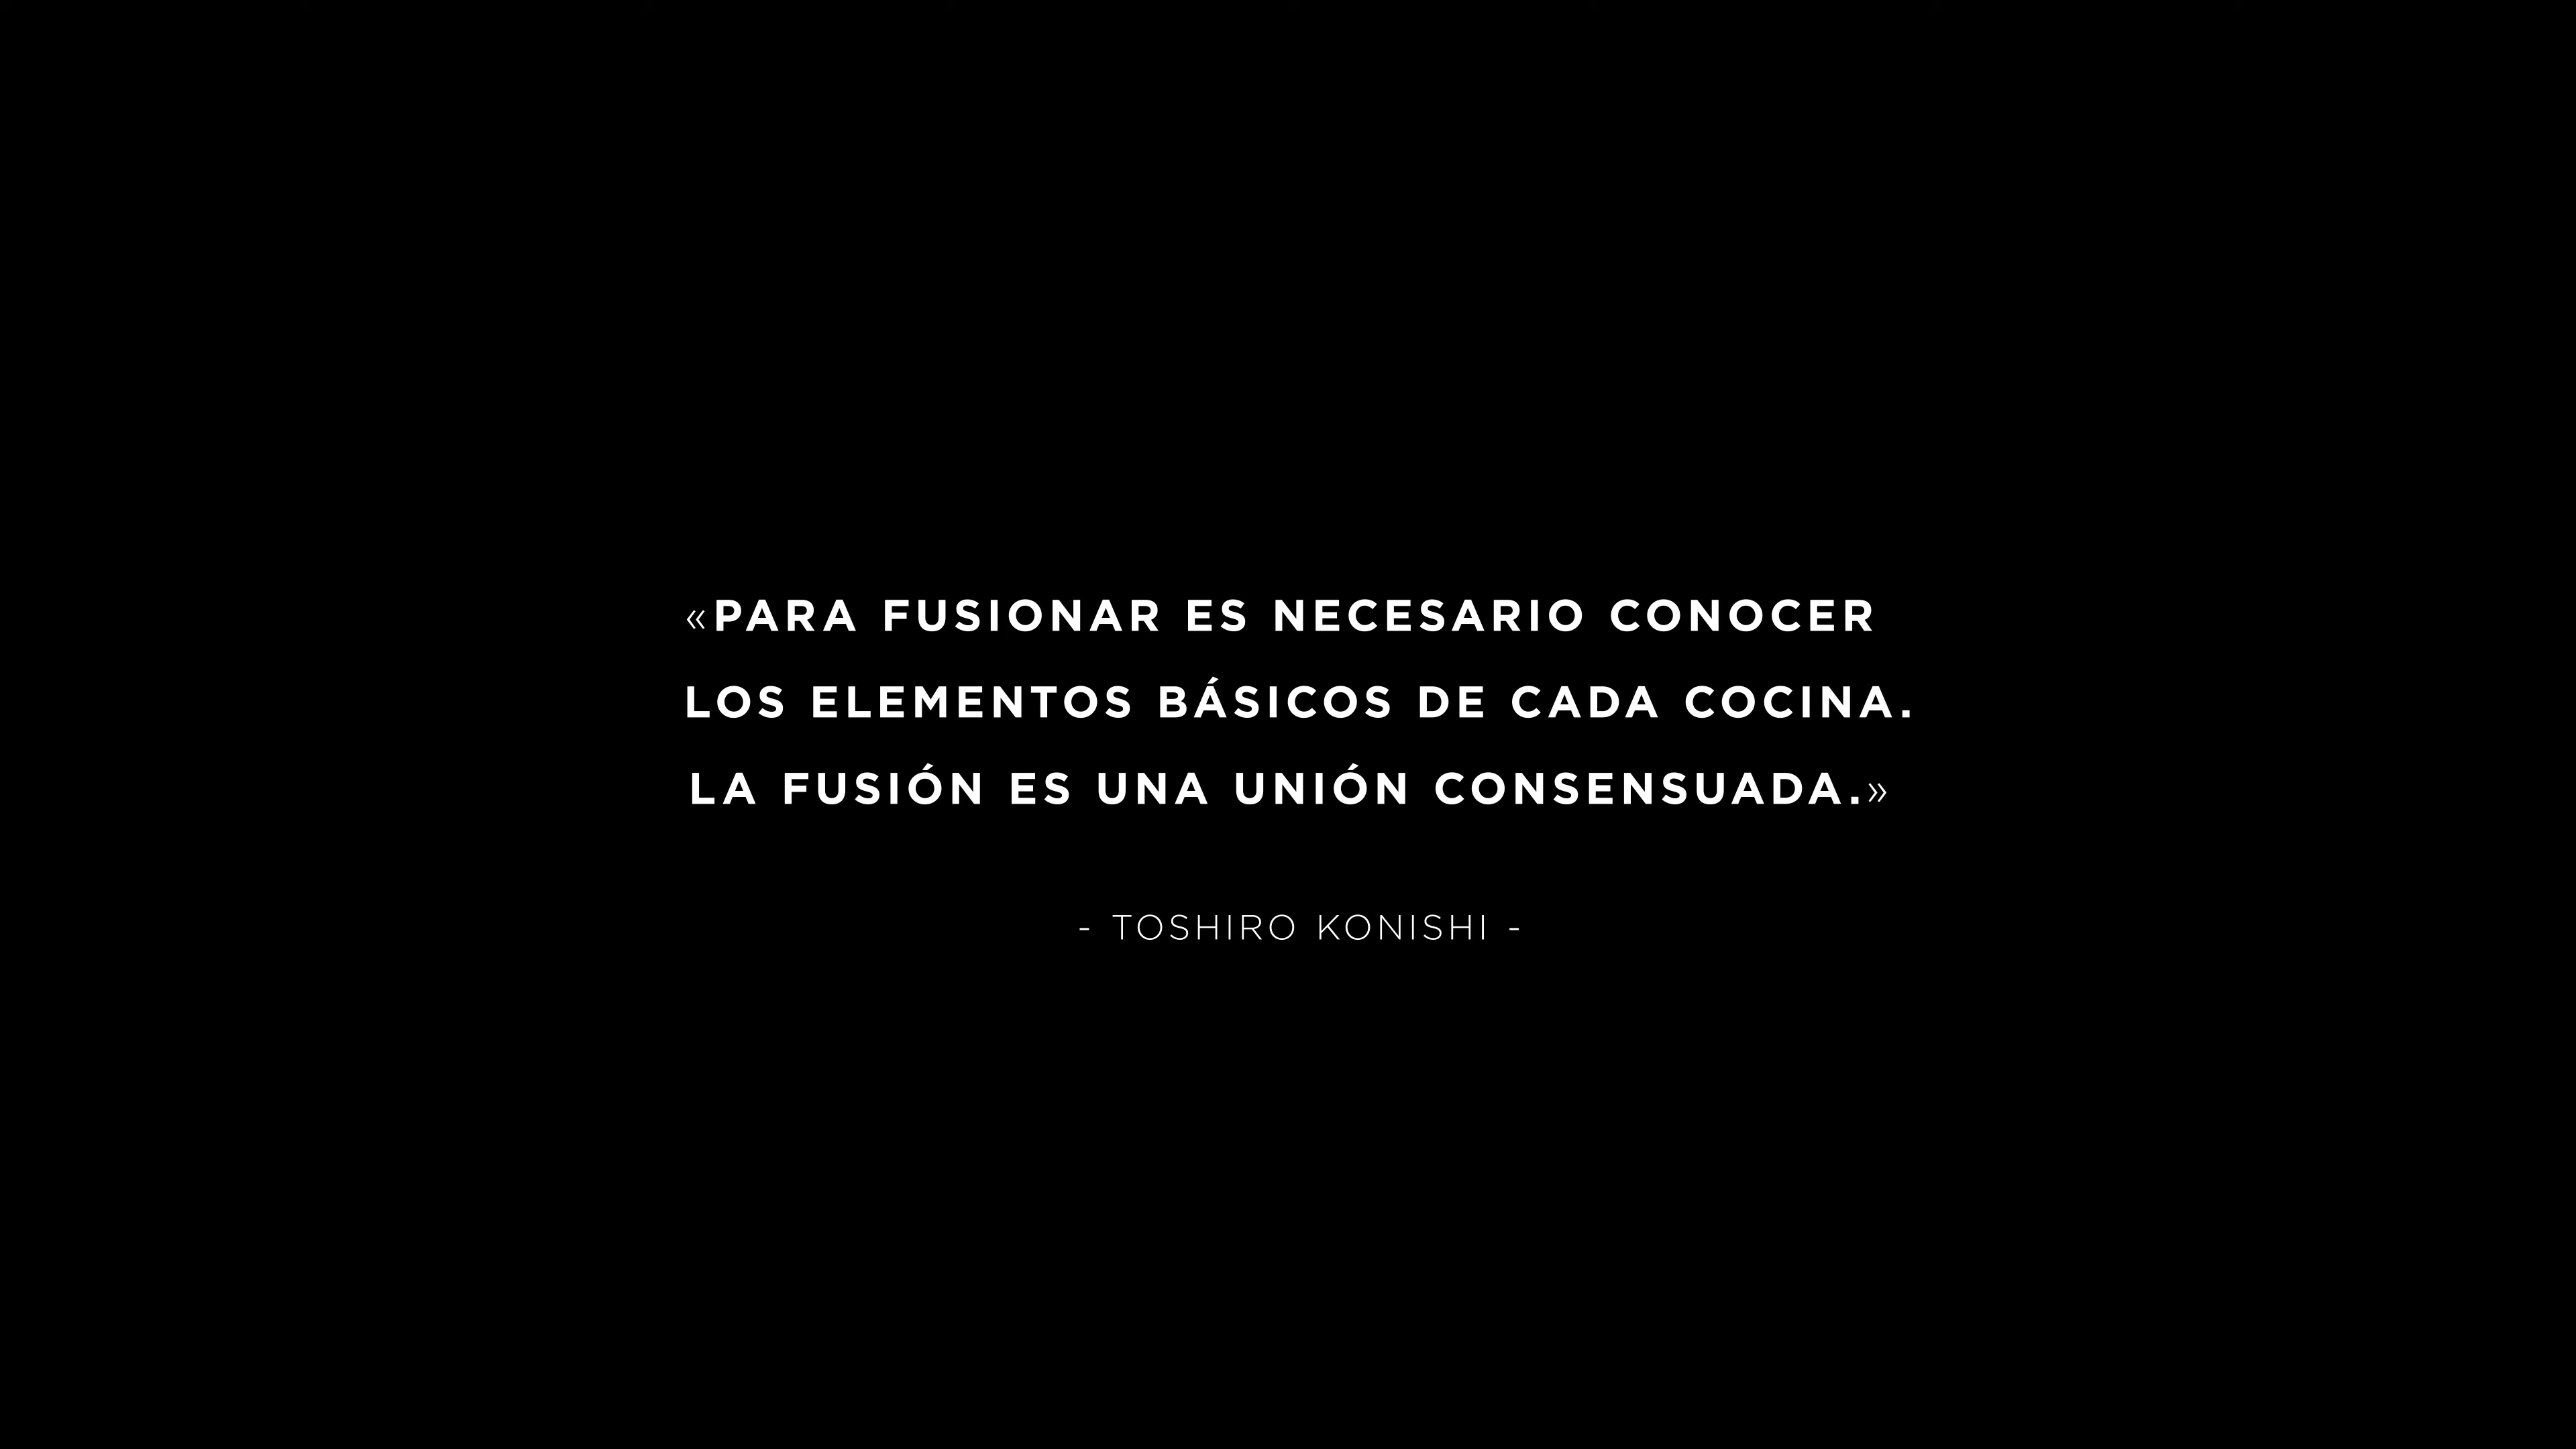 «PARA FUSIONAR ES NECESARIO CONOCER
LOS ELEMENTOS BÁSICOS DE CADA COCINA.
LA FUSIÓN ES UNA UNIÓN CONSENSUADA.»
- TOSHIRO KONISHI -